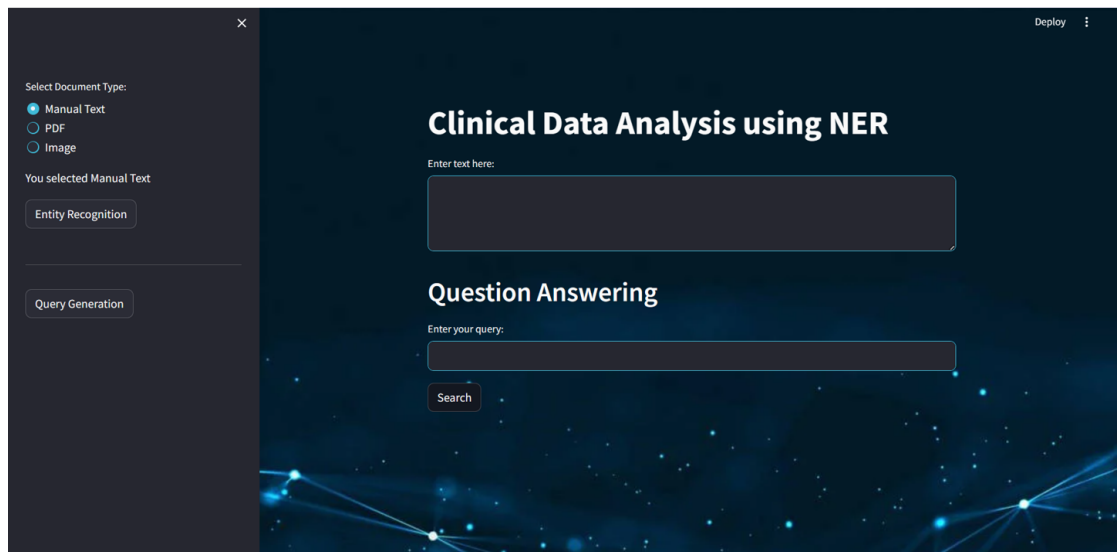 Select Document Type:
Manual Text
PDF
Image
You selected Manual Text
Entity Recognition
Query Generation
Deploy
Clinical Data Analysis using NER
Enter text here:
Question Answering
Enter your query:
Search